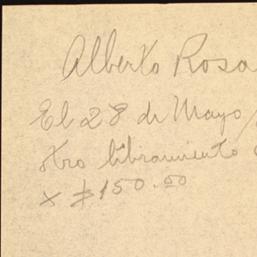 Alberto Rosa
El 28 de Mayo
otro libramiento
x $150.00